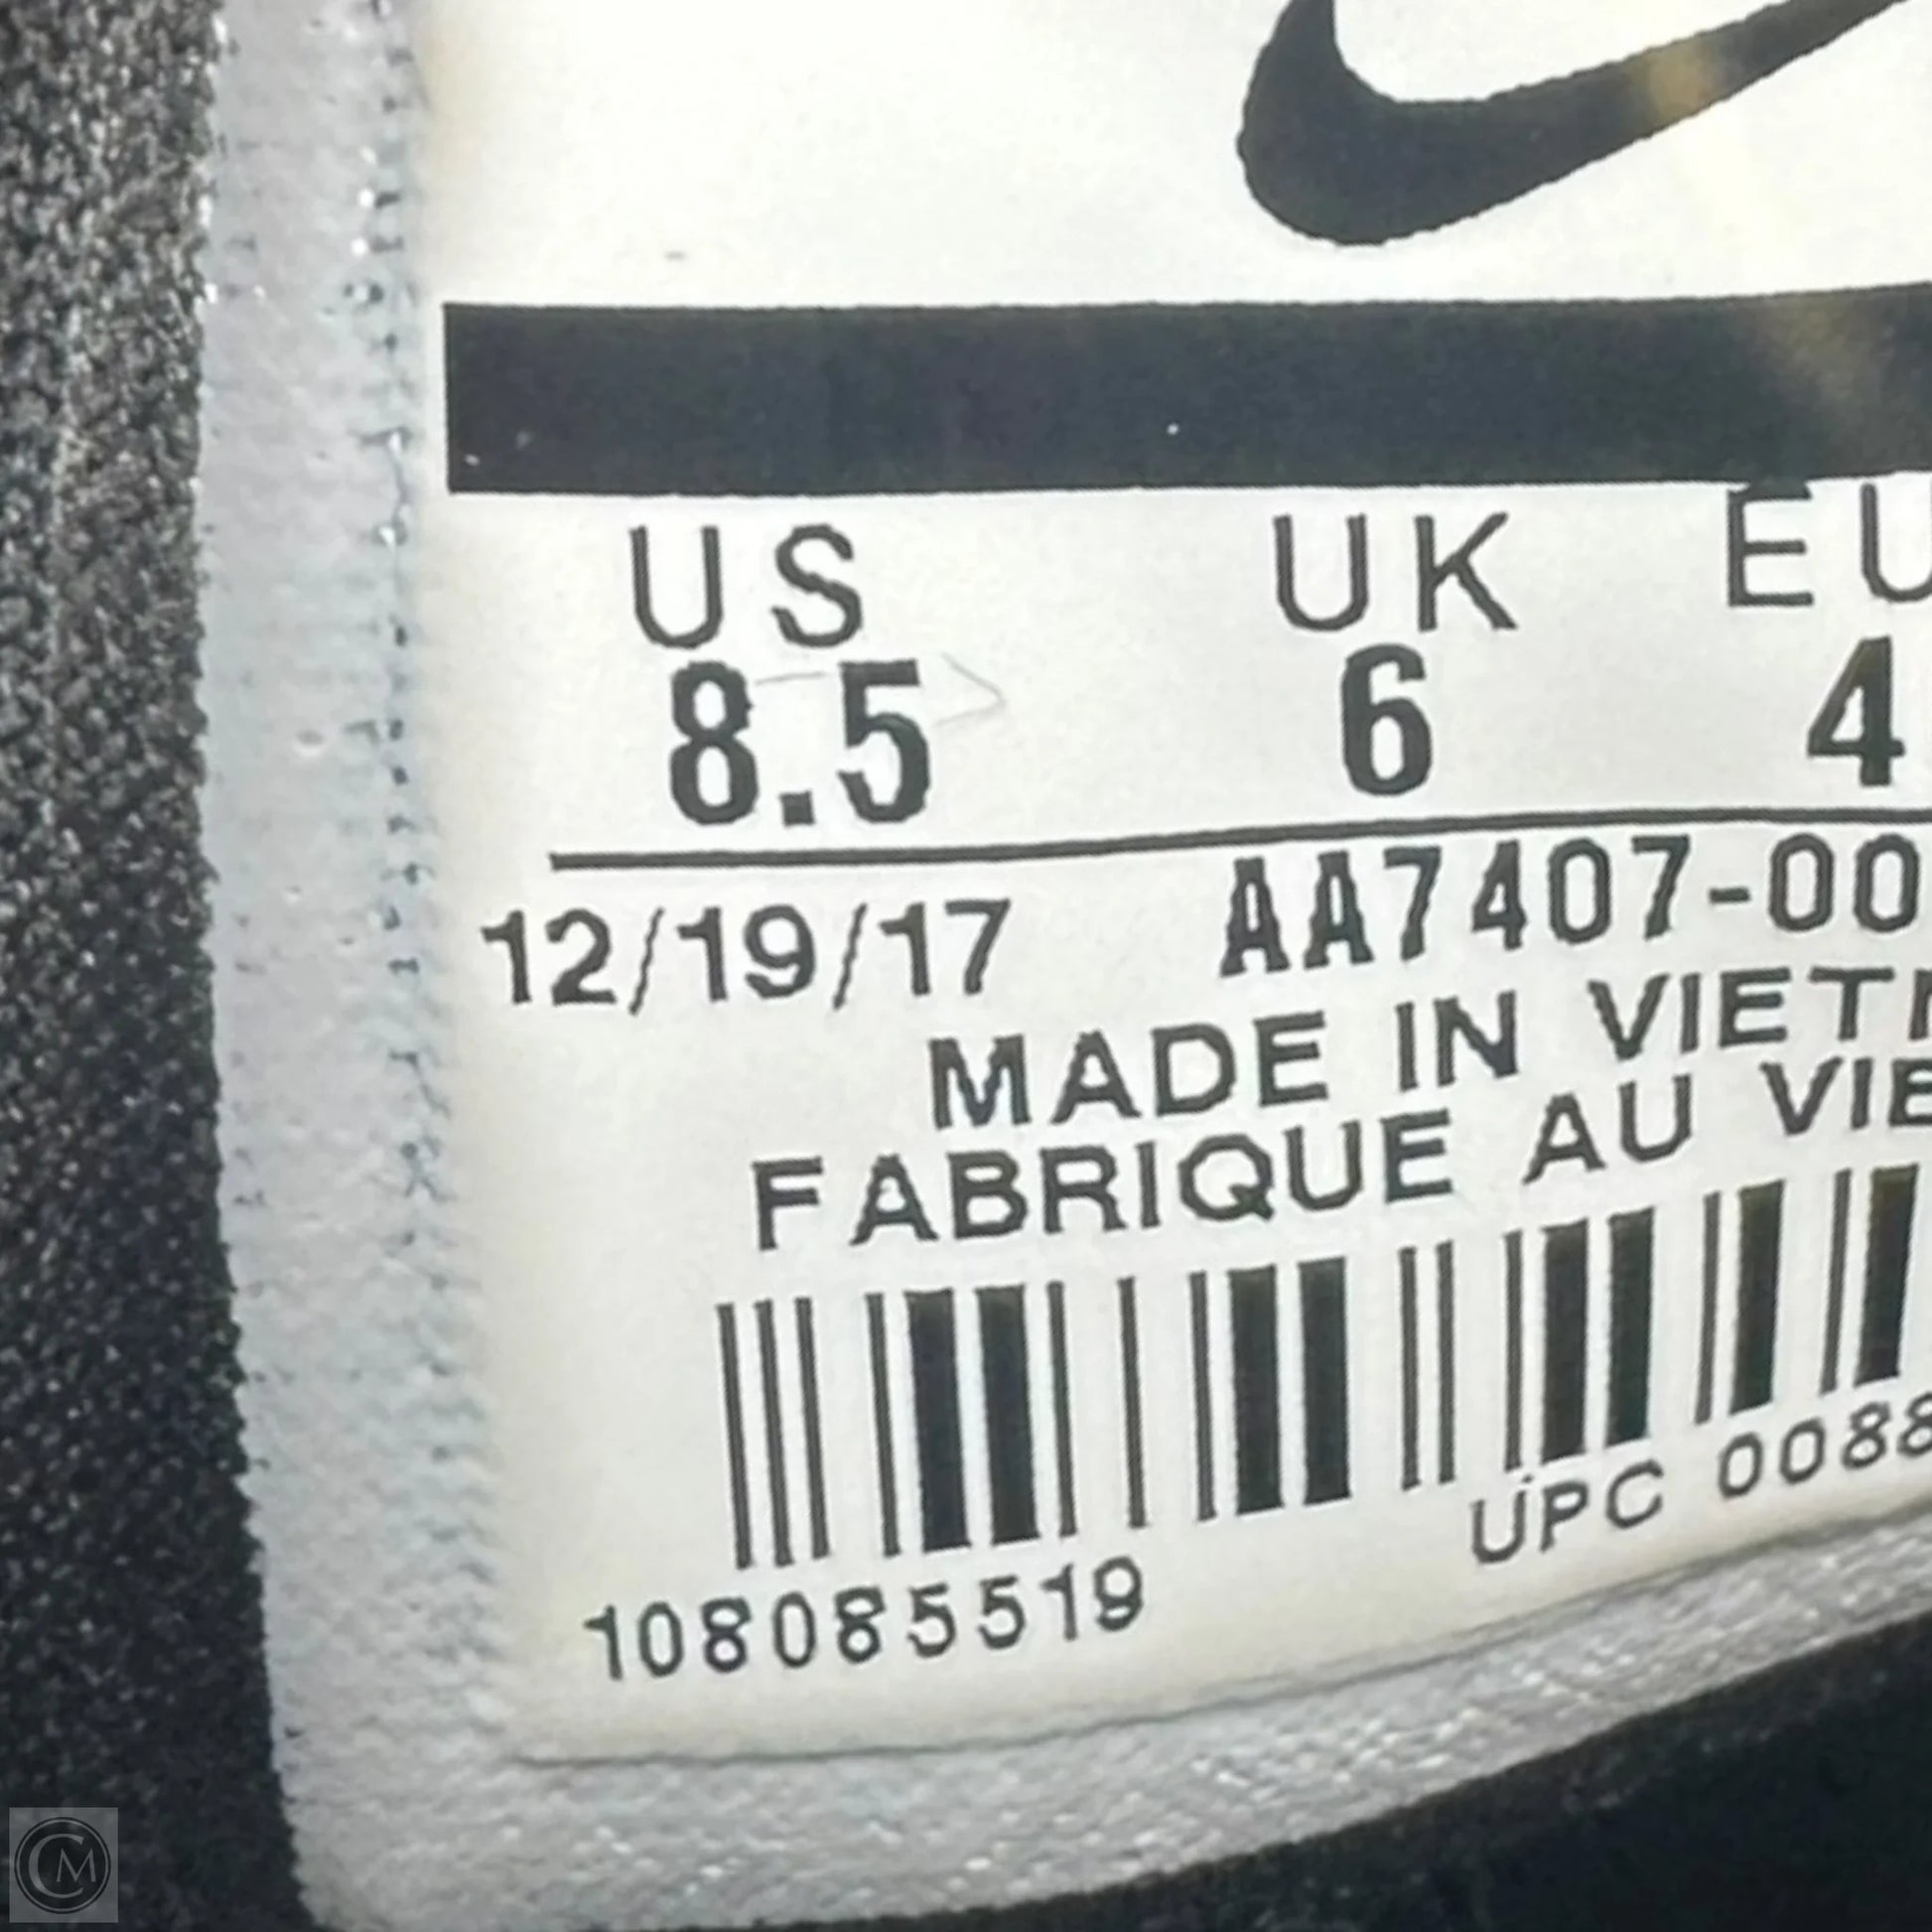 US UK EU
8.5 6 4
12/19/17 AA7407-00
MADE IN VIET
FABRIQUE AU VIE
UPC 0088
108085519
CM